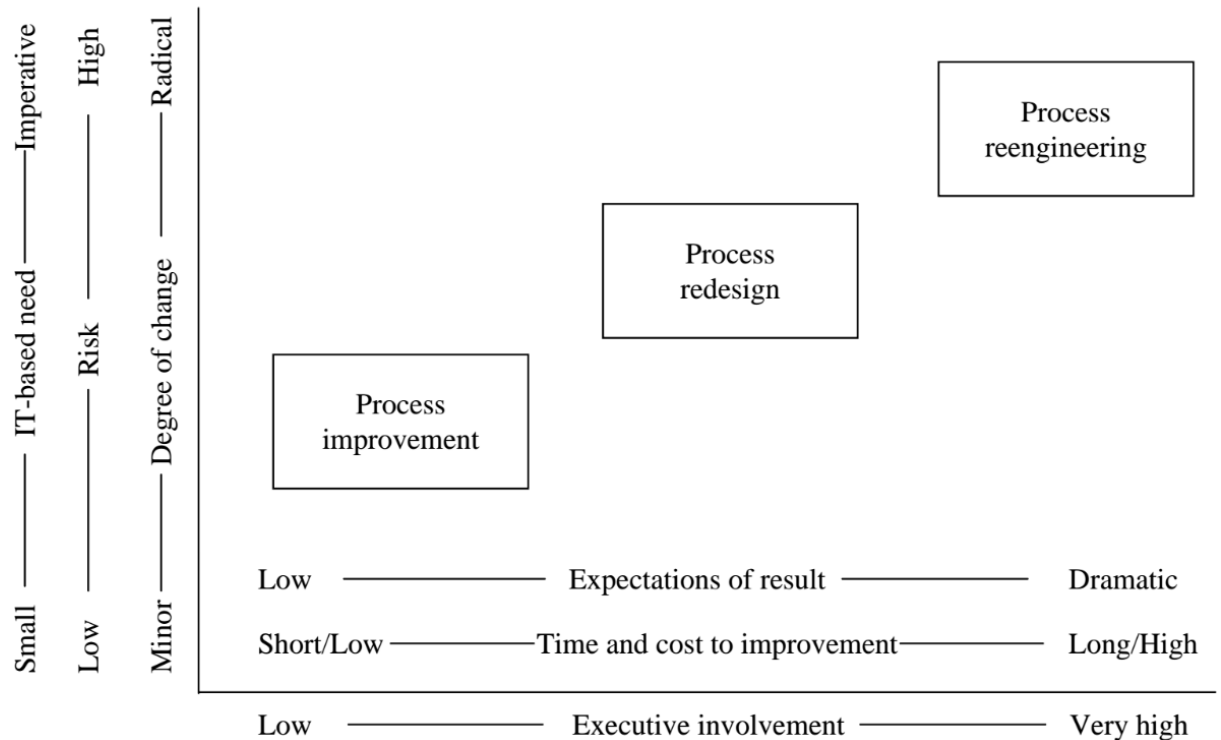 Small IT-based need Imperative
Low Risk High
Minor Degree of change Radical
Process
reengineering
Process
redesign
Process
improvement
Low Expectations of result Dramatic
Short/Low Time and cost to improvement Long/High
Low Executive involvement Very high